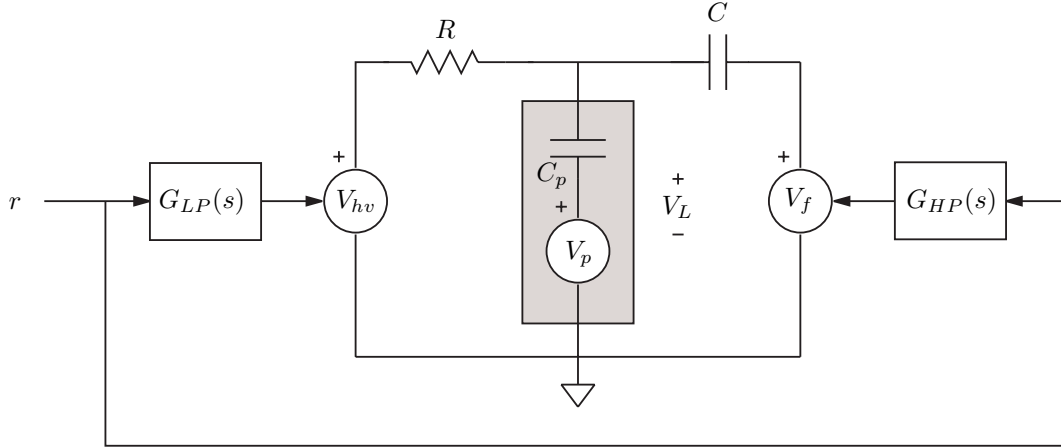 R
C
+
+
C_p
+
+
r
G_{LP}(s)
V_{hv}
V_L
V_f
G_{HP}(s)
−
V_p